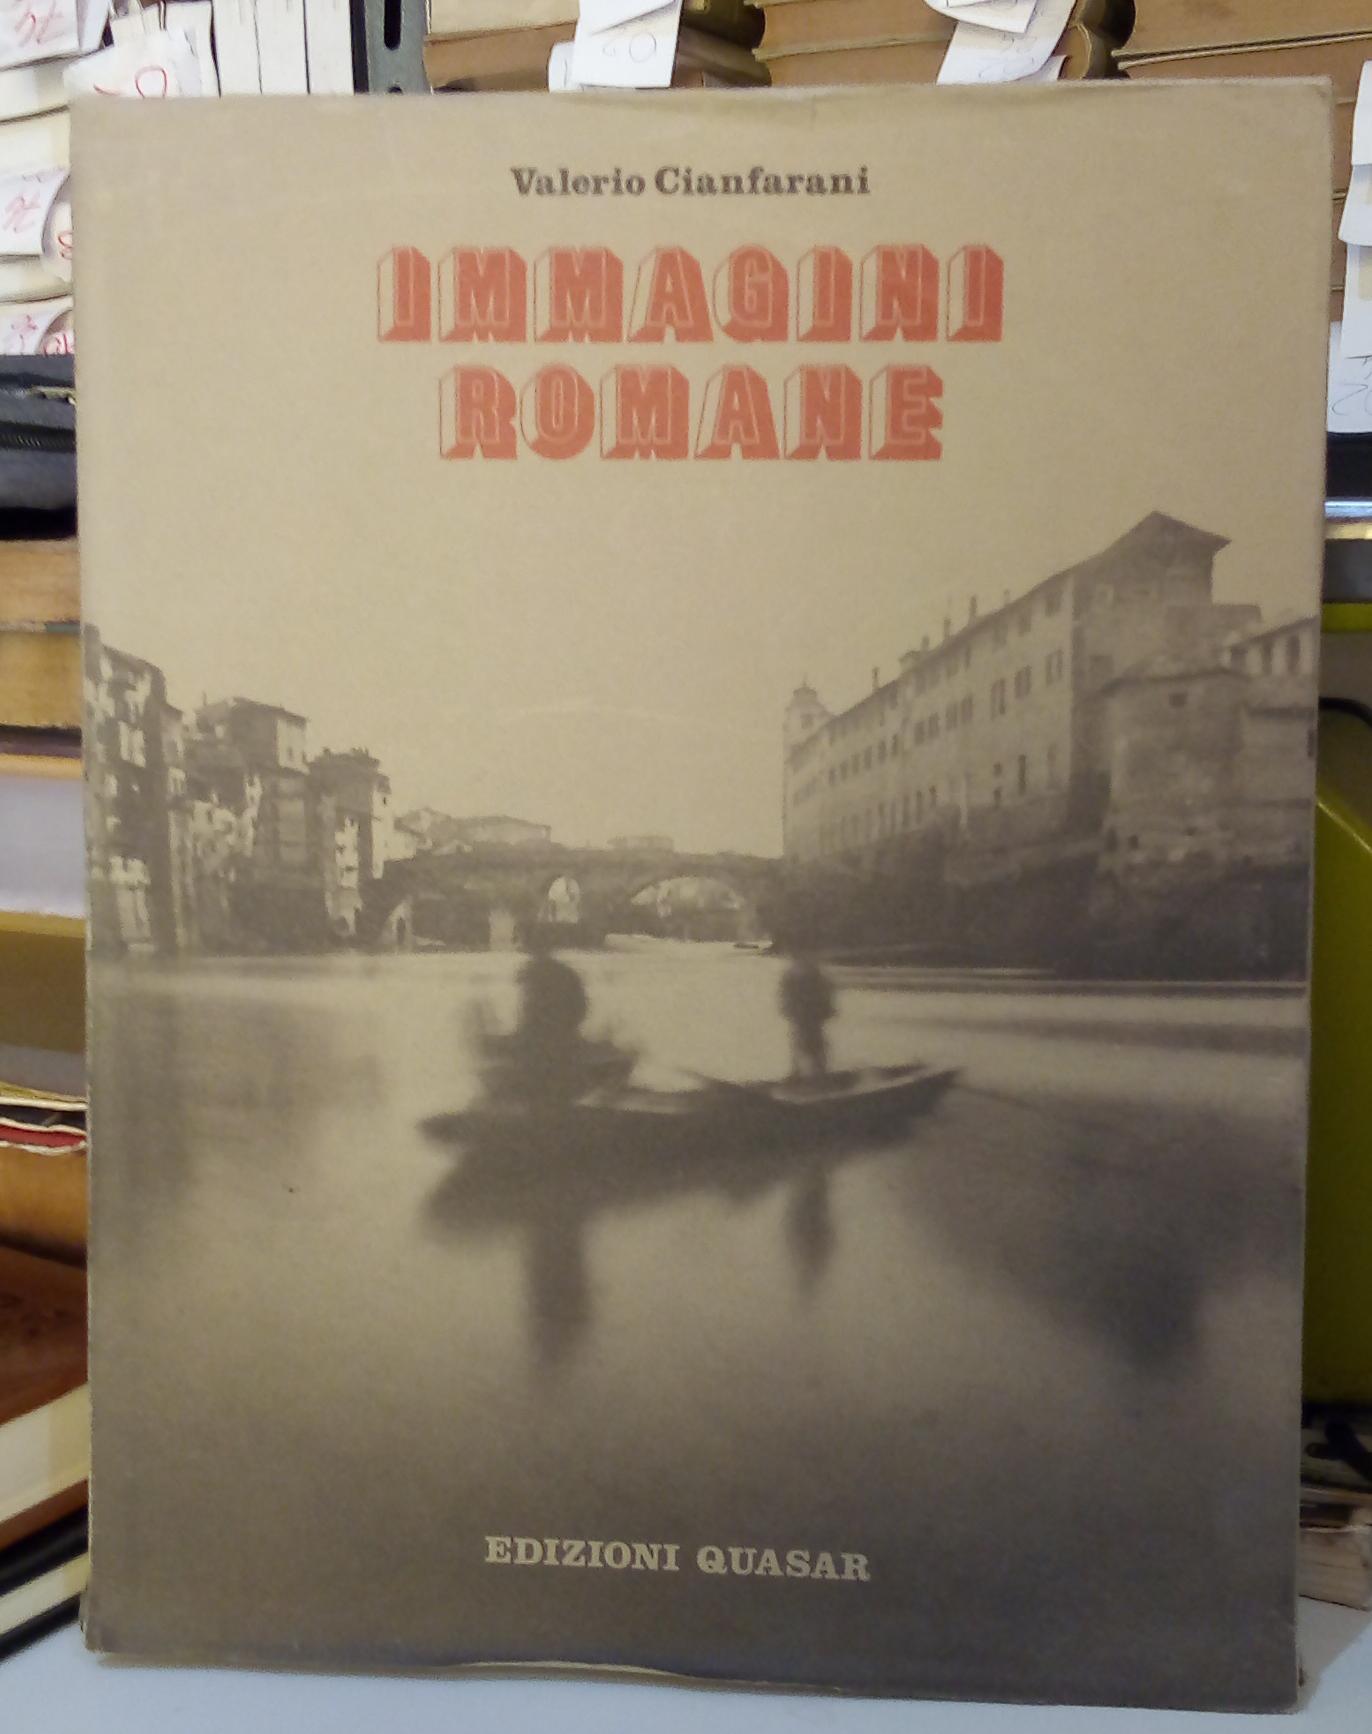 Valerio Cianfarani
IMMAGINI
ROMANE
EDIZIONI QUASAR